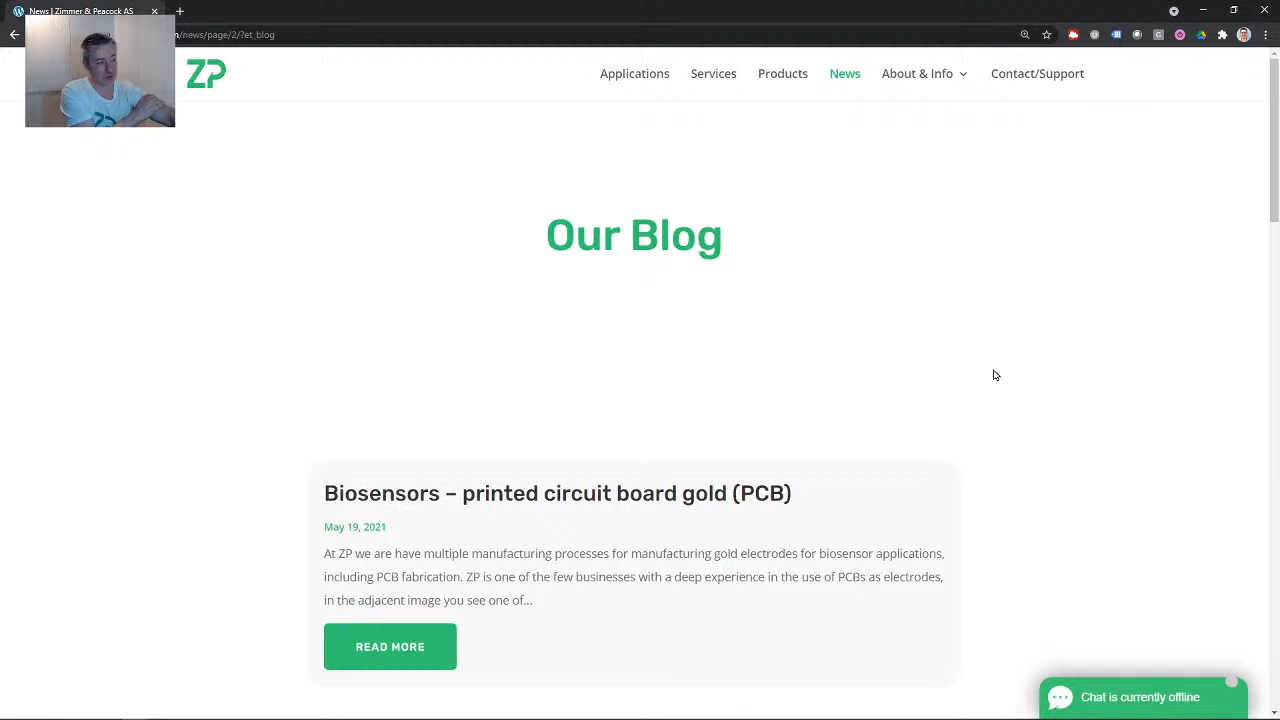 News | Zimmer & Peacock AS
m/news/page/2/?et_blog
ZP
Applications Services Products News About & Info Contact/Support
Our Blog
Biosensors – printed circuit board gold (PCB)
May 19, 2021
At ZP we are have multiple manufacturing processes for manufacturing gold electrodes for biosensor applications,
including PCB fabrication. ZP is one of the few businesses with a deep experience in the use of PCBs as electrodes,
in the adjacent image you see one of...
READ MORE
Chat is currently offline